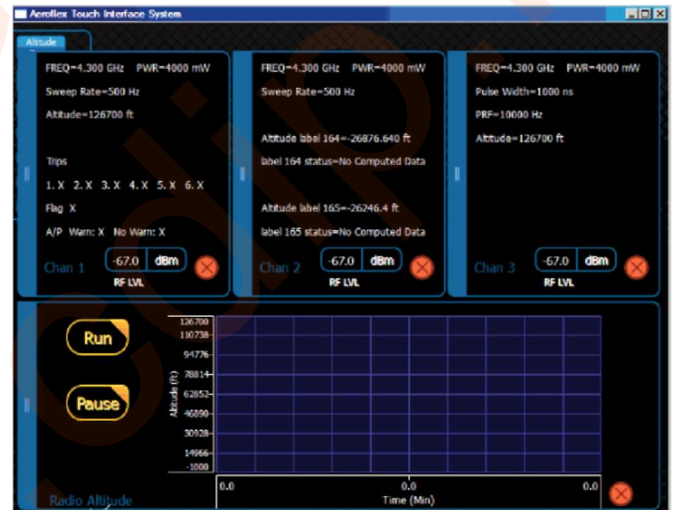 Aeroflex Touch Interface System
Altitude
FREQ=4.300 GHz PWR=4000 mW
Sweep Rate=500 Hz
Altitude=126700 ft
Trips
1. X 2. X 3. X 4. X 5. X 6. X
Flag X
A/P Warn: X No Warn: X
Chan 1
-67.0 dBm
RF LVL
FREQ=4.300 GHz PWR=4000 mW
Sweep Rate=500 Hz
Altitude label 164=-26876.640 ft
label 164 status=No Computed Data
Altitude label 165=-26246.4 ft
label 165 status=No Computed Data
Chan 2
-67.0 dBm
RF LVL
FREQ=4.300 GHz PWR=4000 mW
Pulse Width=1000 ns
PRF=10000 Hz
Altitude=126700 ft
Chan 3
-67.0 dBm
RF LVL
Run
Pause
Radio Altitude
Altitude (ft)
126700
110738
94776
78814
62852
46890
30928
14966
-1000
0.0 0.0 0.0
Time (Min)